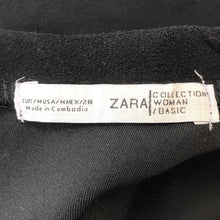 EUR/M USA/M MEX/28
Made in Cambodia
ZARA
COLLECTION
WOMAN
/BASIC